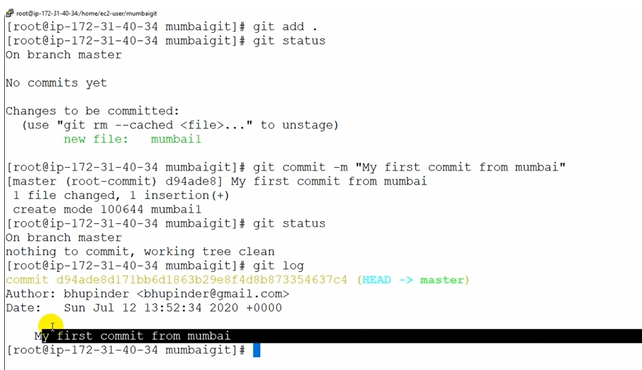 root@ip-172-31-40-34:/home/ec2-user/mumbaigit
[root@ip-172-31-40-34 mumbaigit]# git add .
[root@ip-172-31-40-34 mumbaigit]# git status
On branch master
No commits yet
Changes to be committed:
(use "git rm --cached <file>..." to unstage)
new file:   mumbai1
[root@ip-172-31-40-34 mumbaigit]# git commit -m "My first commit from mumbai"
[master (root-commit) d94ade8] My first commit from mumbai
1 file changed, 1 insertion(+)
create mode 100644 mumbai1
[root@ip-172-31-40-34 mumbaigit]# git status
On branch master
nothing to commit, working tree clean
[root@ip-172-31-40-34 mumbaigit]# git log
commit d94ade8d171bb6d1863b29e8f4d8b873354637c4 (HEAD -> master)
Author: bhupinder <bhupinder@gmail.com>
Date:   Sun Jul 12 13:52:34 2020 +0000
My first commit from mumbai
[root@ip-172-31-40-34 mumbaigit]#